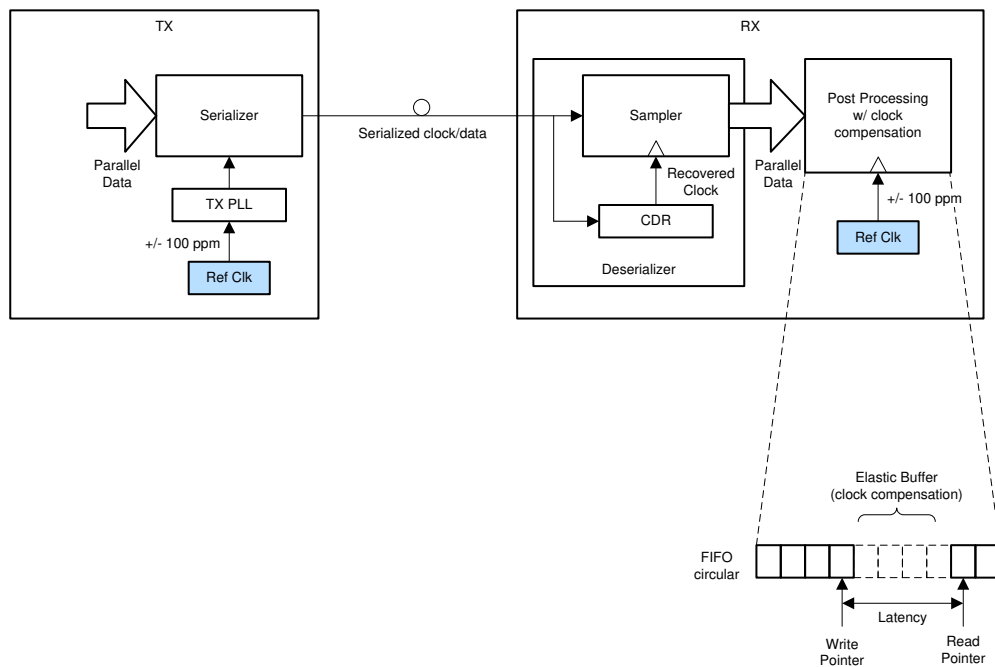 TX
RX
Serializer
Parallel
Data
TX PLL
+/- 100 ppm
Ref Clk
Serialized clock/data
Sampler
Recovered
Clock
CDR
Deserializer
Parallel
Data
Post Processing
w/ clock
compensation
+/- 100 ppm
Ref Clk
Elastic Buffer
(clock compensation)
FIFO
circular
Latency
Write
Pointer
Read
Pointer